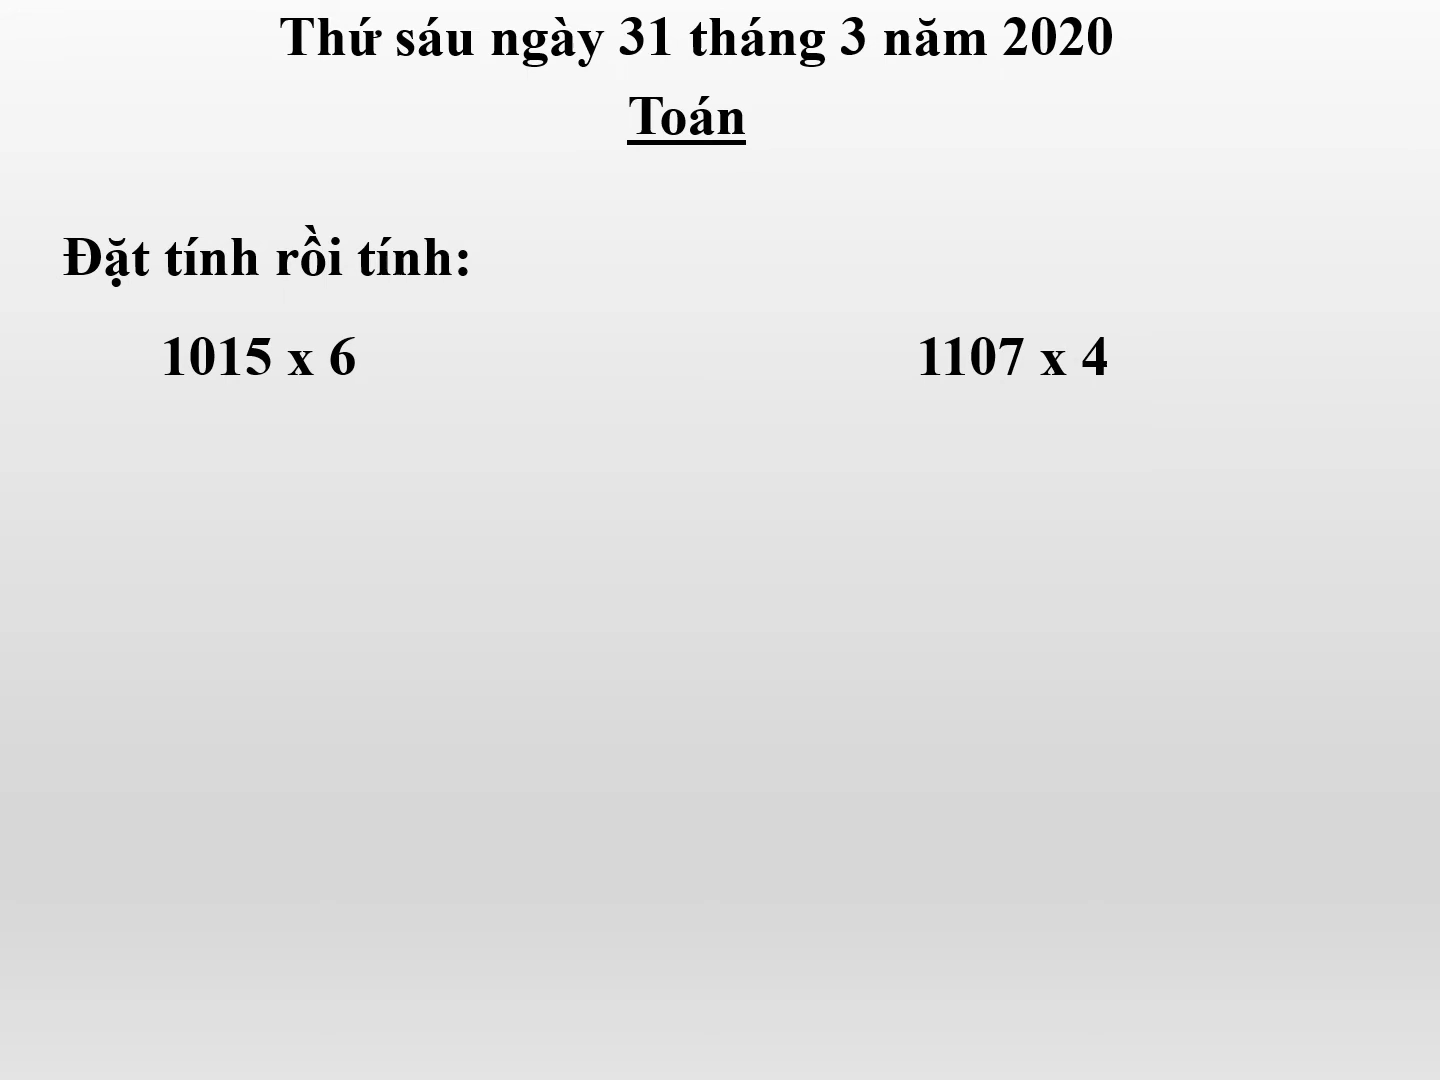 Thứ sáu ngày 31 tháng 3 năm 2020
Toán
Đặt tính rồi tính:
1015 x 6 1107 x 4